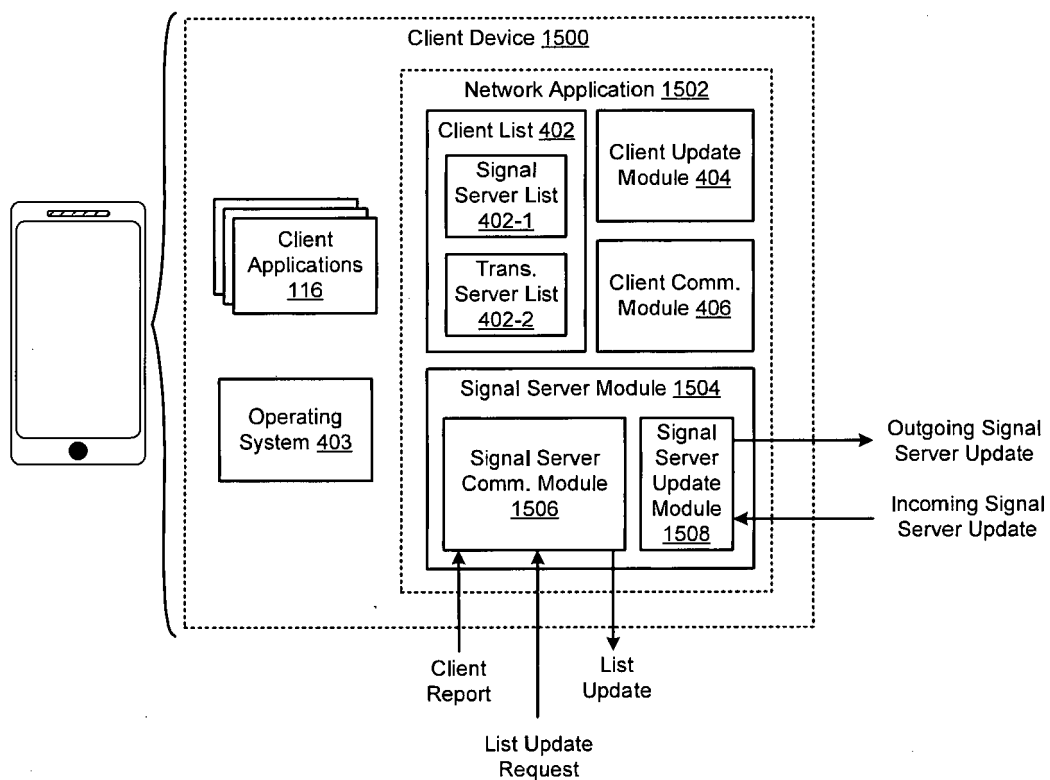 Client Device 1500
Network Application 1502
Client List 402
Signal
Server List
402-1
Trans.
Server List
402-2
Client Update
Module 404
Client Comm.
Module 406
Client
Applications
116
Operating
System 403
Signal Server Module 1504
Signal Server
Comm. Module
1506
Signal
Server
Update
Module
1508
Outgoing Signal
Server Update
Incoming Signal
Server Update
Client
Report
List
Update
List Update
Request